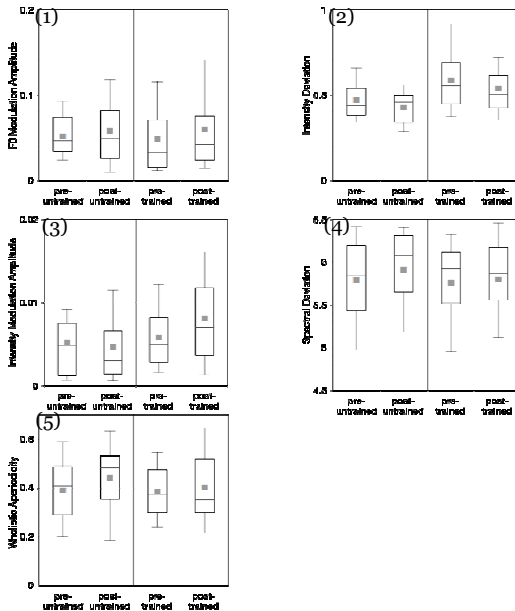 (1)
0.2
0.1
0
F0 Modulation Amplitude
pre-
untrained
post-
untrained
pre-
trained
post-
trained
(2)
1
0.5
0
Intensity Deviation
pre-
untrained
post-
untrained
pre-
trained
post-
trained
(3)
0.02
0.01
0
Intensity Modulation Amplitude
pre-
untrained
post-
untrained
pre-
trained
post-
trained
(4)
6.5
6
5.5
5
4.5
Spectral Deviation
pre-
untrained
post-
untrained
pre-
trained
post-
trained
(5)
0.6
0.4
0.2
0
Wholistic Aperiodicity
pre-
untrained
post-
untrained
pre-
trained
post-
trained